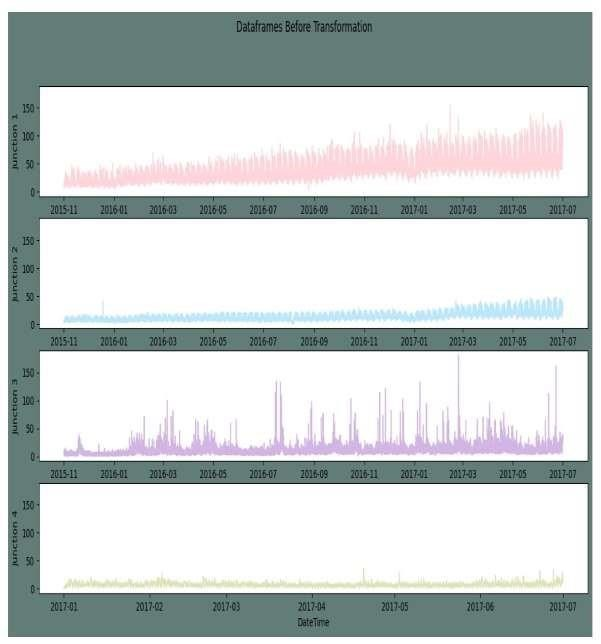 Dataframes Before Transformation
Junction 1
150
100
50
0
2015-11 2016-01 2016-03 2016-05 2016-07 2016-09 2016-11 2017-01 2017-03 2017-05 2017-07
Junction 2
150
100
50
0
2015-11 2016-01 2016-03 2016-05 2016-07 2016-09 2016-11 2017-01 2017-03 2017-05 2017-07
Junction 3
150
100
50
0
2015-11 2016-01 2016-03 2016-05 2016-07 2016-09 2016-11 2017-01 2017-03 2017-05 2017-07
Junction 4
150
100
50
0
2017-01 2017-02 2017-03 2017-04 2017-05 2017-06 2017-07
DateTime